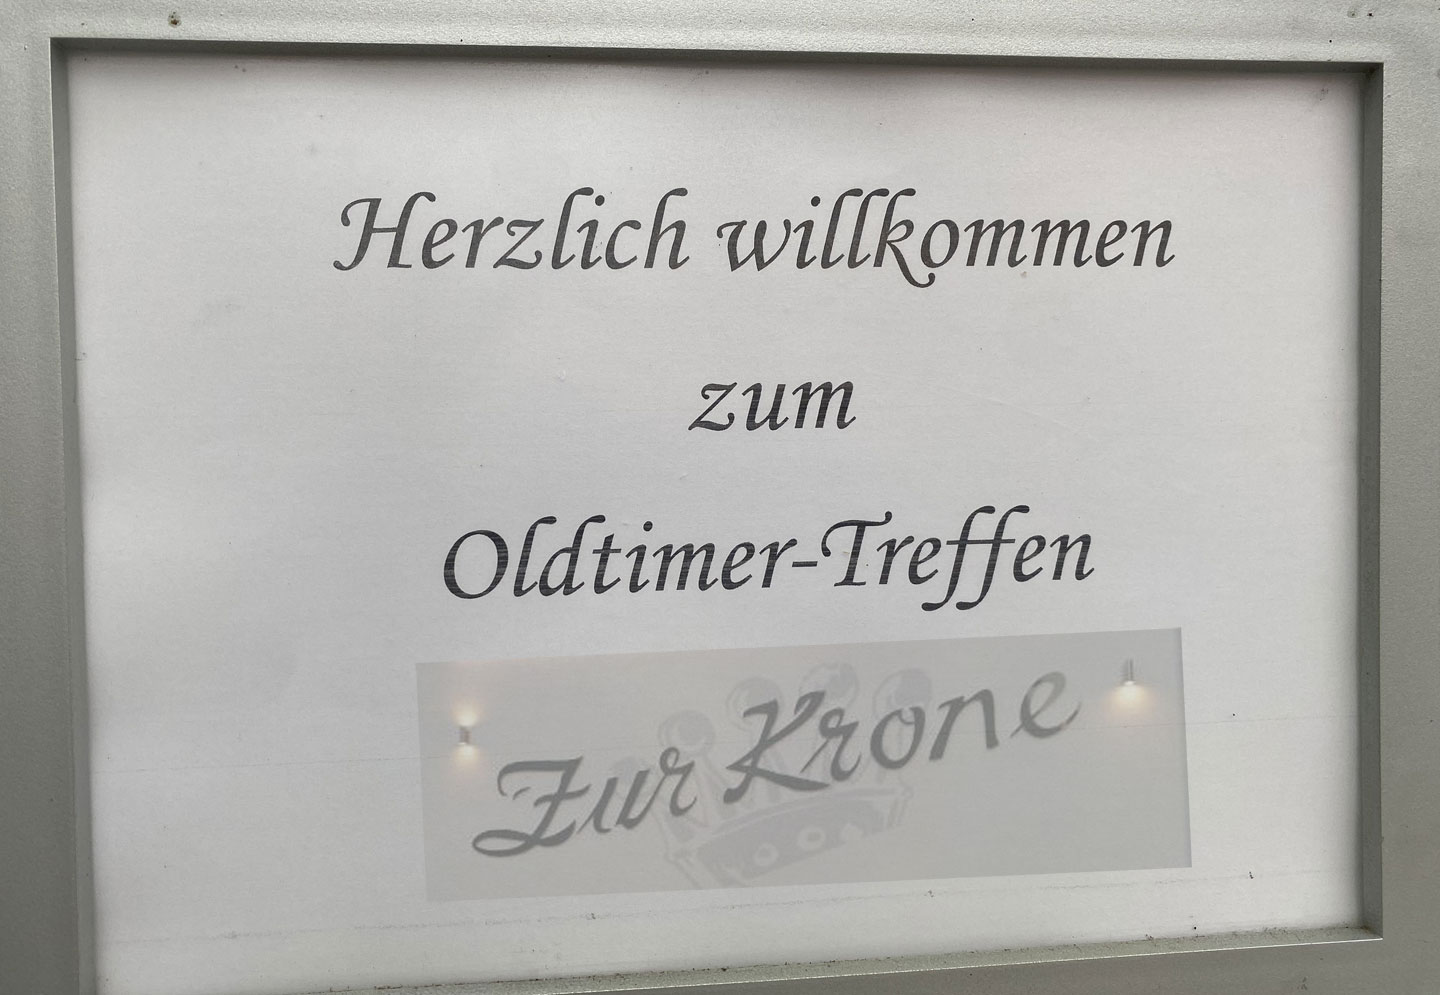 Herzlich willkommen
zum
Oldtimer-Treffen
Zur Krone